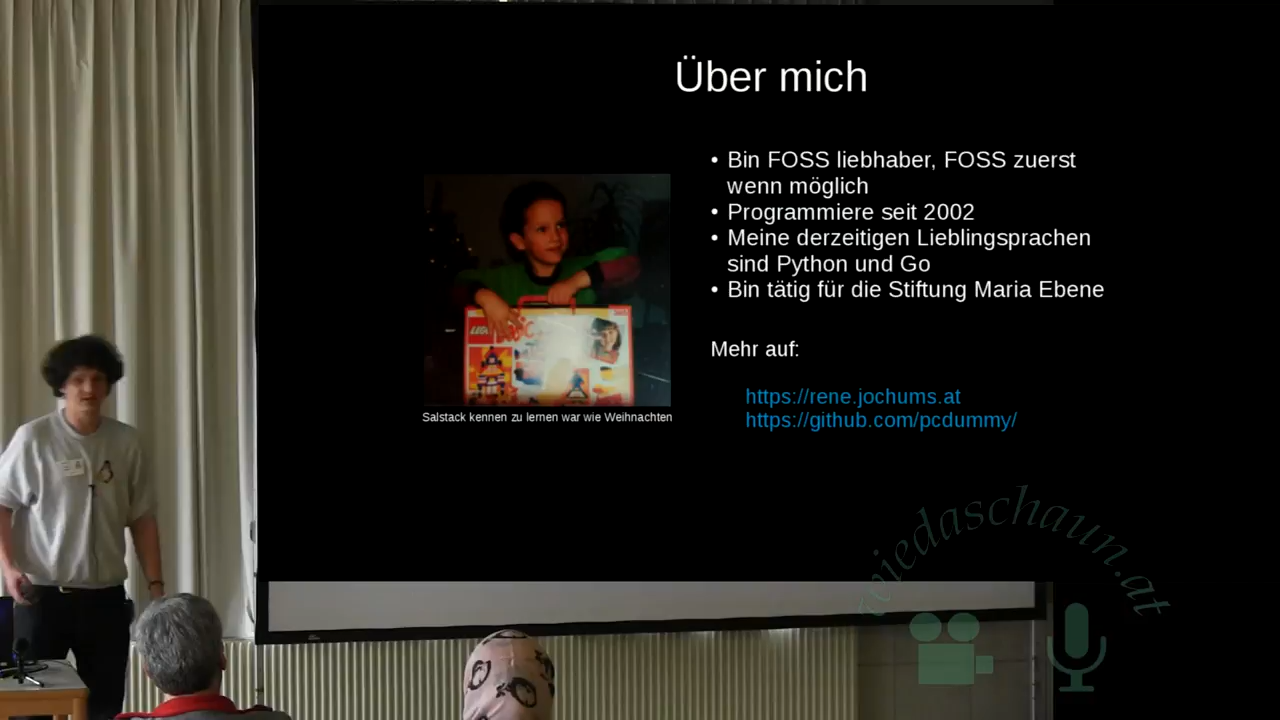 Über mich
• Bin FOSS liebhaber, FOSS zuerst
wenn möglich
• Programmiere seit 2002
• Meine derzeitigen Lieblingsprachen
sind Python und Go
• Bin tätig für die Stiftung Maria Ebene
Mehr auf:
https://rene.jochums.at
https://github.com/pcdummy/
LEGO
Salstack kennen zu lernen war wie Weihnachten
wiedaschaun.at